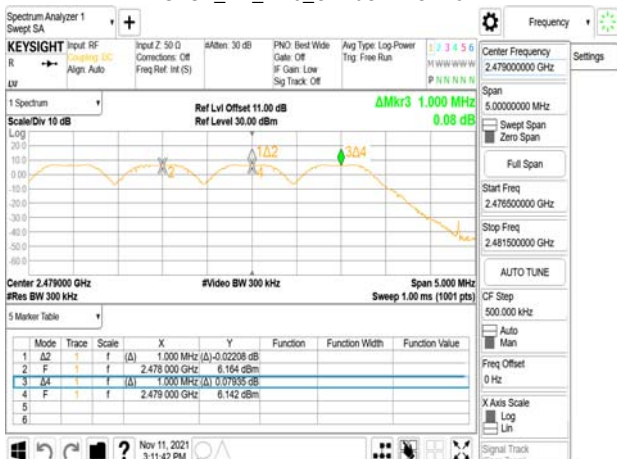 Spectrum Analyzer 1
Swept SA
Frequency
KEYSIGHT
R
Input: RF
Coupling: DC
Align: Auto
Input Z: 50 Ω
Corrections: Off
Freq Ref: Int (S)
#Atten: 30 dB
PNO: Best Wide
Gate: Off
IF Gain: Low
Sig Track: Off
Avg Type: Log-Power
Trig: Free Run
1 2 3 4 5 6
M W W W W W
P N N N N N
Center Frequency
2.479000000 GHz
Settings
Span
5.00000000 MHz
Swept Span
Zero Span
Full Span
Start Freq
2.476500000 GHz
Stop Freq
2.481500000 GHz
AUTO TUNE
CF Step
500.000 kHz
Auto
Man
Freq Offset
0 Hz
X Axis Scale
Log
Lin
Signal Track
1 Spectrum
Scale/Div 10 dB
Ref Lvl Offset 11.00 dB
Ref Level 30.00 dBm
ΔMkr3 1.000 MHz
0.08 dB
Log
20.0
10.0
0.00
-10.0
-20.0
-30.0
-40.0
-50.0
-60.0
2
1Δ2
4
3Δ4
Center 2.479000 GHz
#Res BW 300 kHz
#Video BW 300 kHz
Span 5.000 MHz
Sweep 1.00 ms (1001 pts)
5 Marker Table
Mode Trace Scale X Y Function Function Width Function Value
1 Δ2 1 f (Δ) 1.000 MHz (Δ) -0.02208 dB
2 F 1 f 2.478 000 GHz 6.164 dBm
3 Δ4 1 f (Δ) 1.000 MHz (Δ) 0.07935 dB
4 F 1 f 2.479 000 GHz 6.142 dBm
5
6
?
Nov 11, 2021
3:11:42 PM